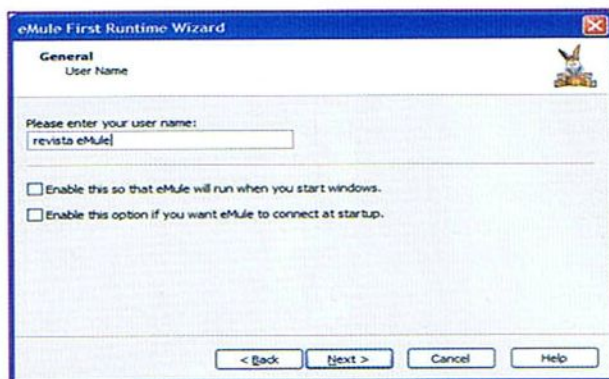 eMule First Runtime Wizard
General
User Name
Please enter your user name:
revista eMule
Enable this so that eMule will run when you start windows.
Enable this option if you want eMule to connect at startup.
< Back Next > Cancel Help